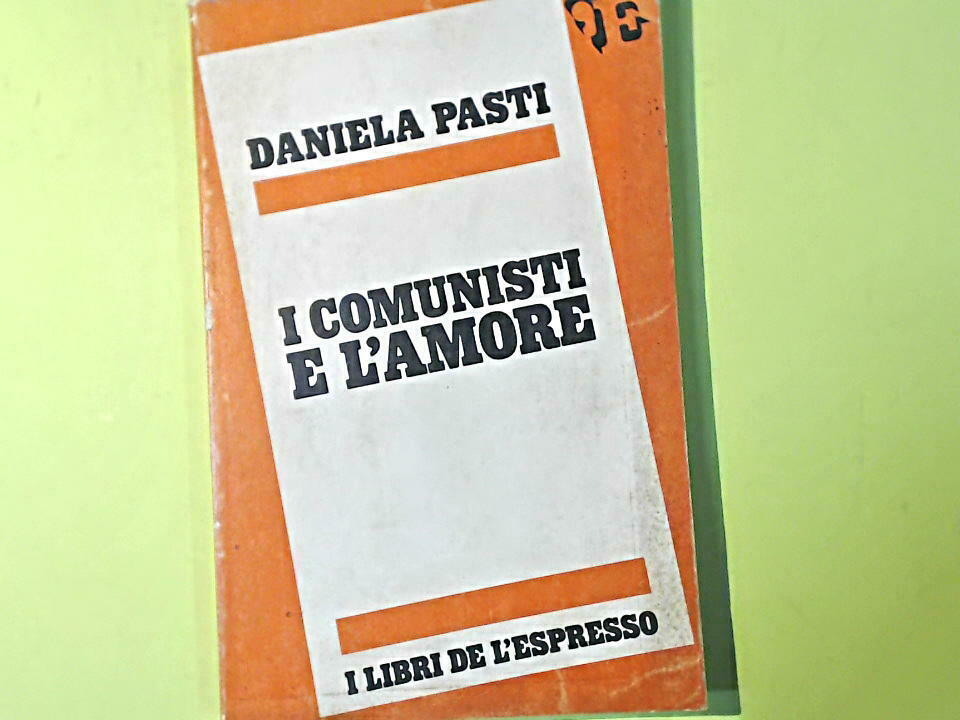 DANIELA PASTI
I COMUNISTI
E L'AMORE
I LIBRI DE L'ESPRESSO